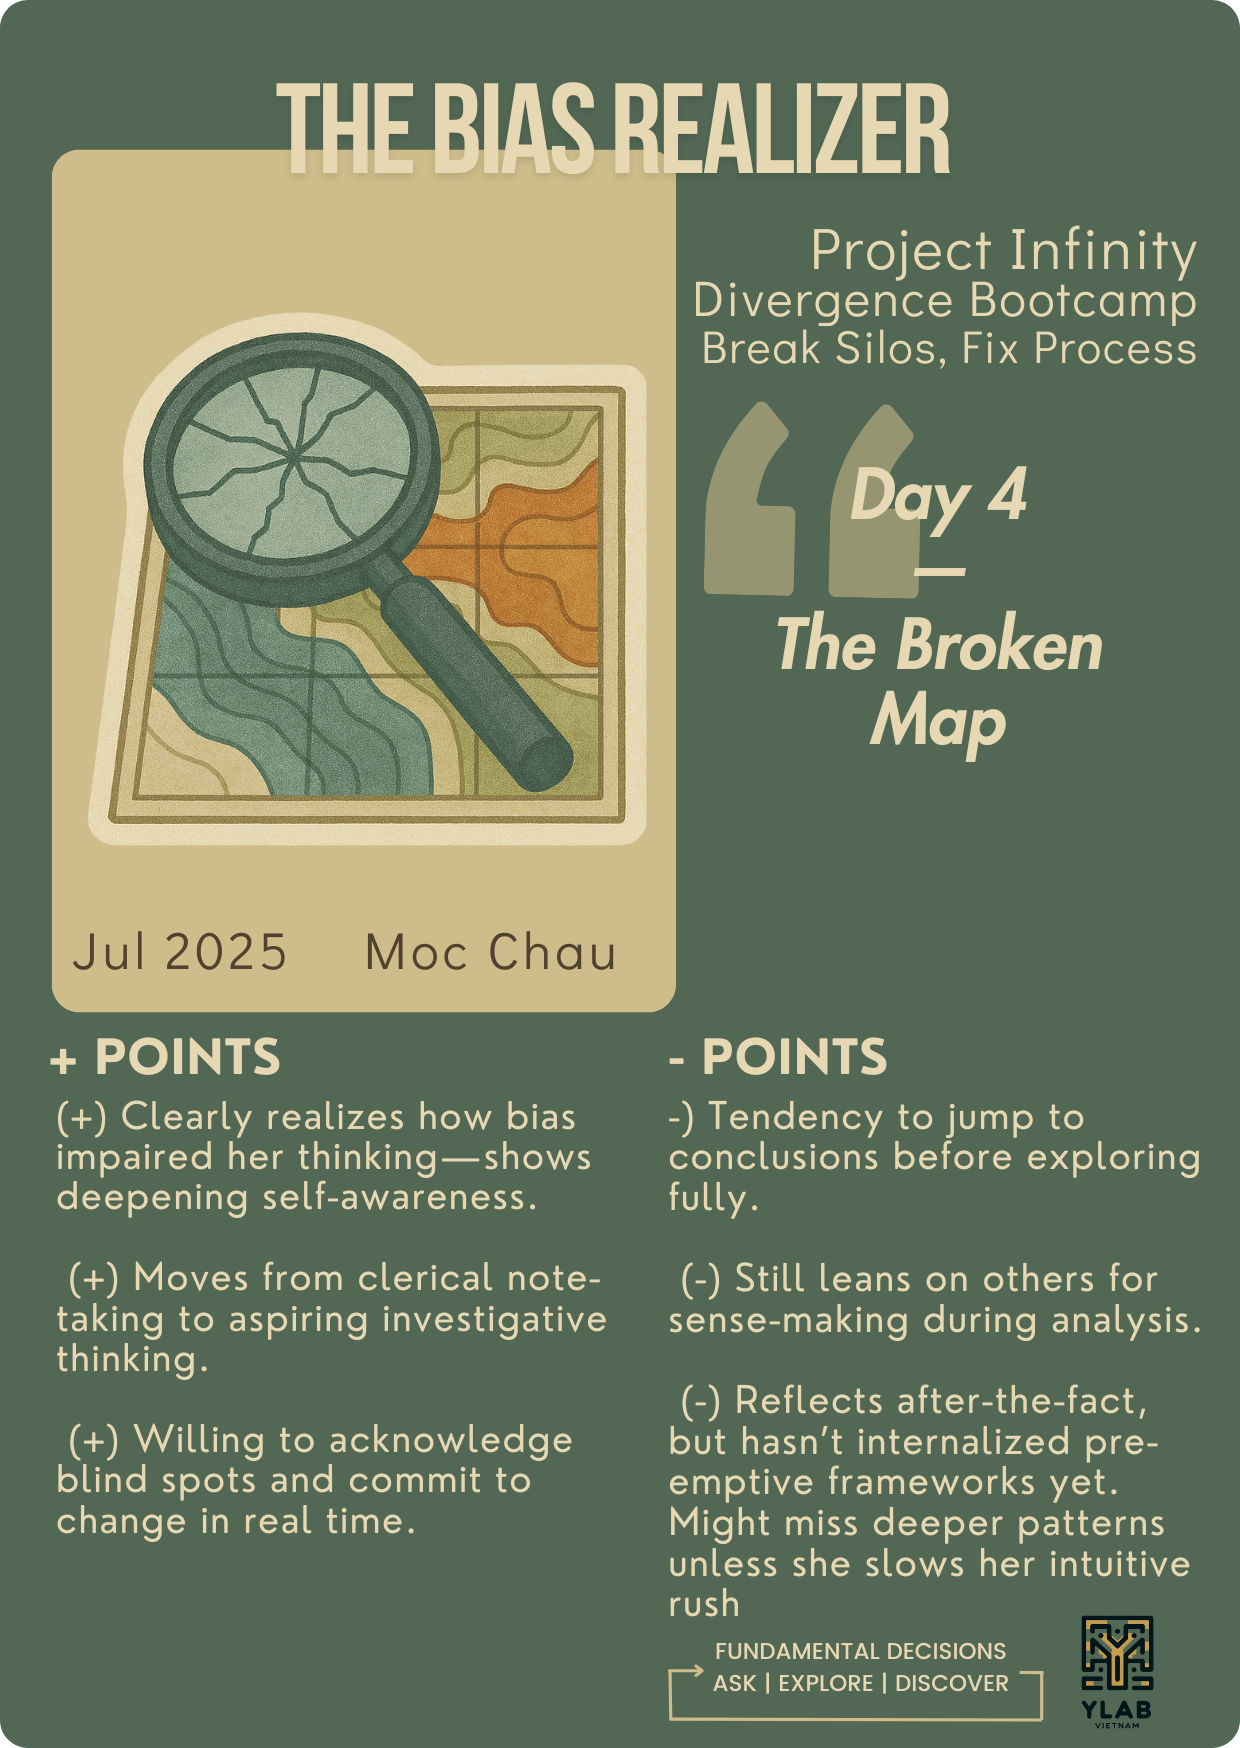 THE BIAS REALIZER
Project Infinity
Divergence Bootcamp
Break Silos, Fix Process
“
Day 4
—
The Broken
Map
Jul 2025 Moc Chau
+ POINTS
(+) Clearly realizes how bias
impaired her thinking—shows
deepening self-awareness.
(+) Moves from clerical note-
taking to aspiring investigative
thinking.
(+) Willing to acknowledge
blind spots and commit to
change in real time.
- POINTS
-) Tendency to jump to
conclusions before exploring
fully.
(-) Still leans on others for
sense-making during analysis.
(-) Reflects after-the-fact,
but hasn’t internalized pre-
emptive frameworks yet.
Might miss deeper patterns
unless she slows her intuitive
rush
FUNDAMENTAL DECISIONS
ASK | EXPLORE | DISCOVER
YLAB
VIETNAM